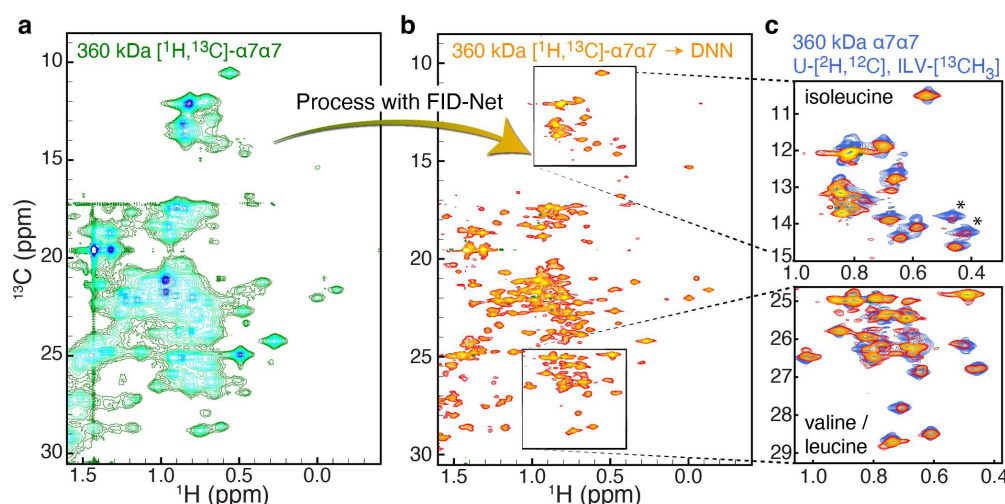 a
360 kDa [¹H,¹³C]-α7α7
10
15
20
25
30
¹³C (ppm)
1.5
1.0
0.5
0.0
¹H (ppm)
Process with FID-Net
b
360 kDa [¹H,¹³C]-α7α7 → DNN
10
15
20
25
30
1.5
1.0
0.5
0.0
¹H (ppm)
c
360 kDa α7α7
U-[²H,¹²C], ILV-[¹³CH₃]
isoleucine
11
12
13
14
15
*
*
1.0
0.8
0.6
0.4
25
26
27
28
29
valine /
leucine
1.0
0.8
0.6
0.4
¹H (ppm)